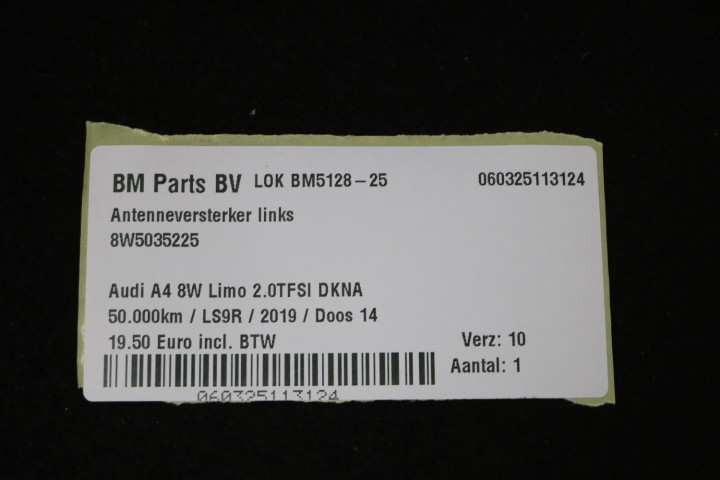 BM Parts BV LOK BM5128-25 060325113124
Antenneversterker links
8W5035225
Audi A4 8W Limo 2.0TFSI DKNA
50.000km / LS9R / 2019 / Doos 14
19.50 Euro incl. BTW Verz: 10
Aantal: 1
060325113124